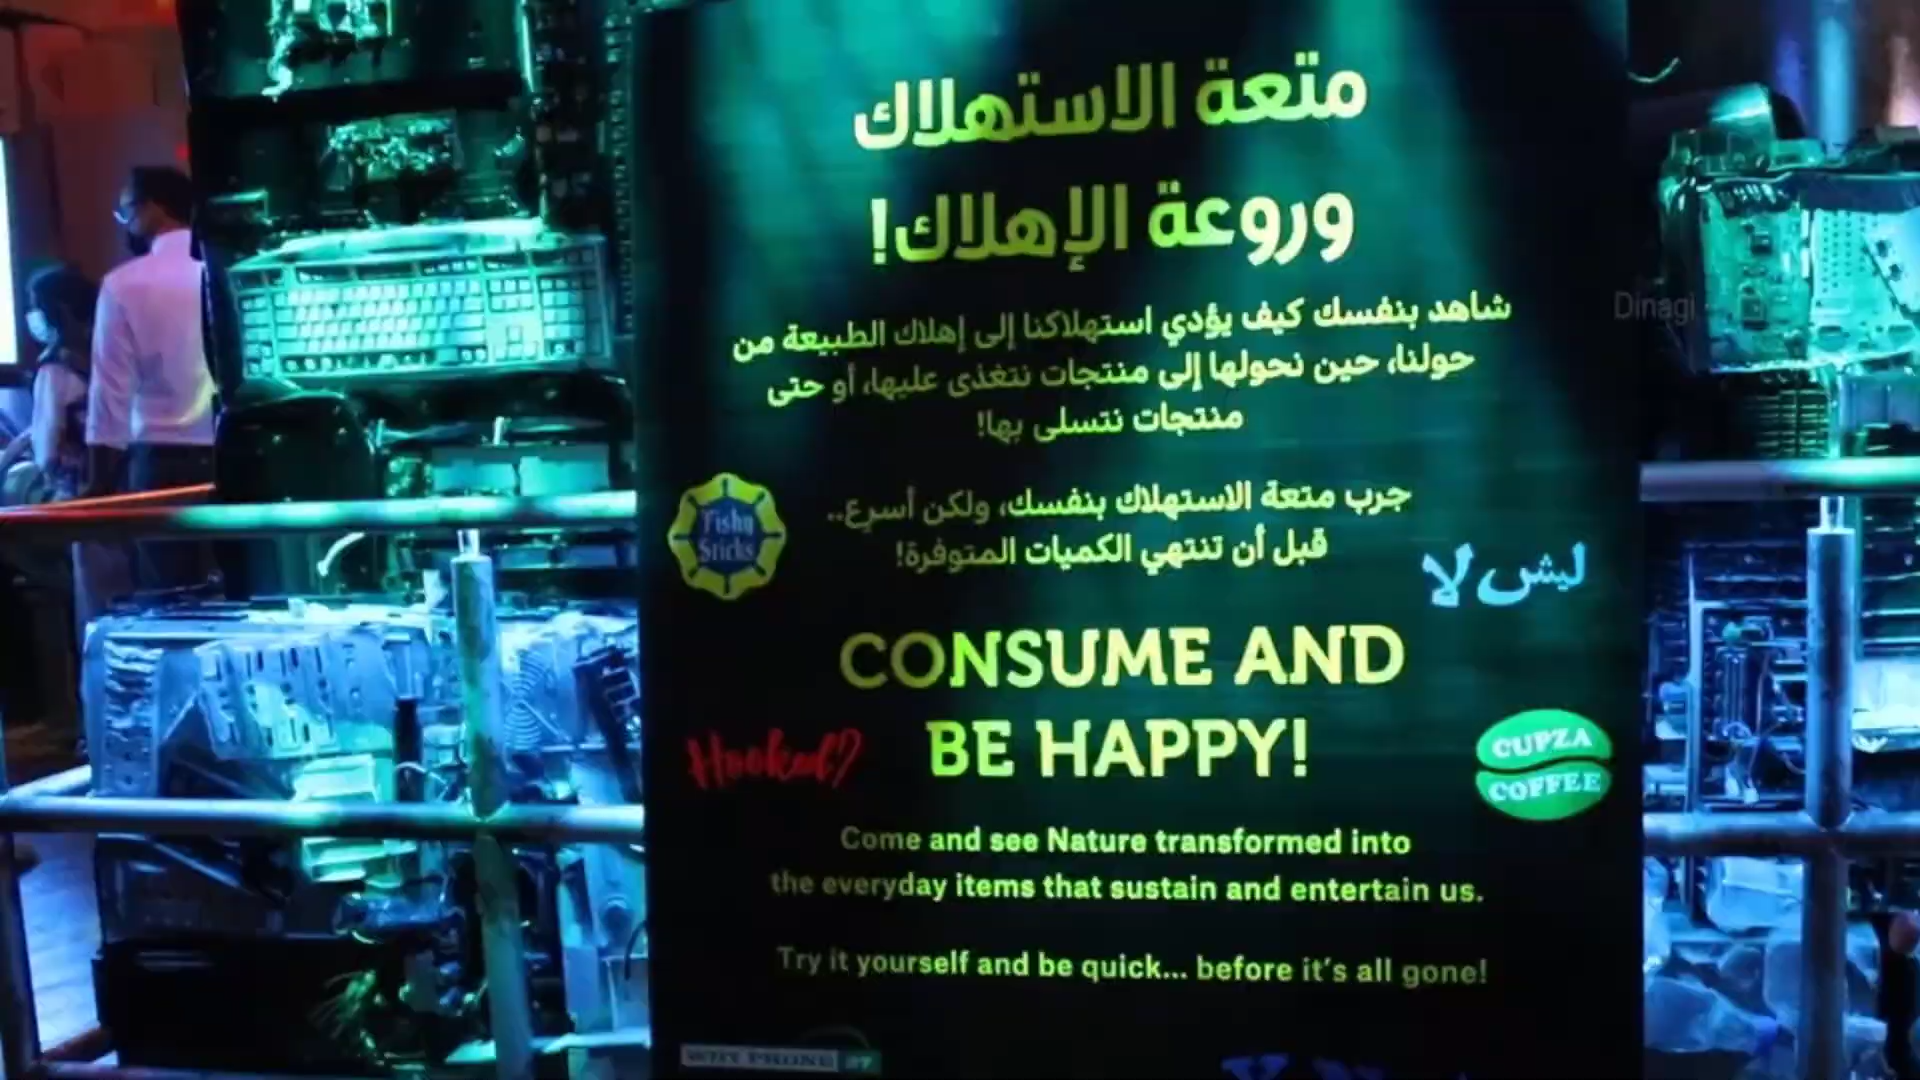 متعة الاستهلاك
وروعة الإهلاك!
شاهد بنفسك كيف يؤدي استهلاكنا إلى إهلاك الطبيعة من
حولنا، حين نحولها إلى منتجات نتغذى عليها، أو حتى
منتجات نتسلى بها!
جرب متعة الاستهلاك بنفسك، ولكن أسرع..
قبل أن تنتهي الكميات المتوفرة!
Fishy
Sticks
ليش لا
CONSUME AND
BE HAPPY!
Hooked?
CUPZA
COFFEE
Come and see Nature transformed into
the everyday items that sustain and entertain us.
Try it yourself and be quick... before it's all gone!
Dinagi